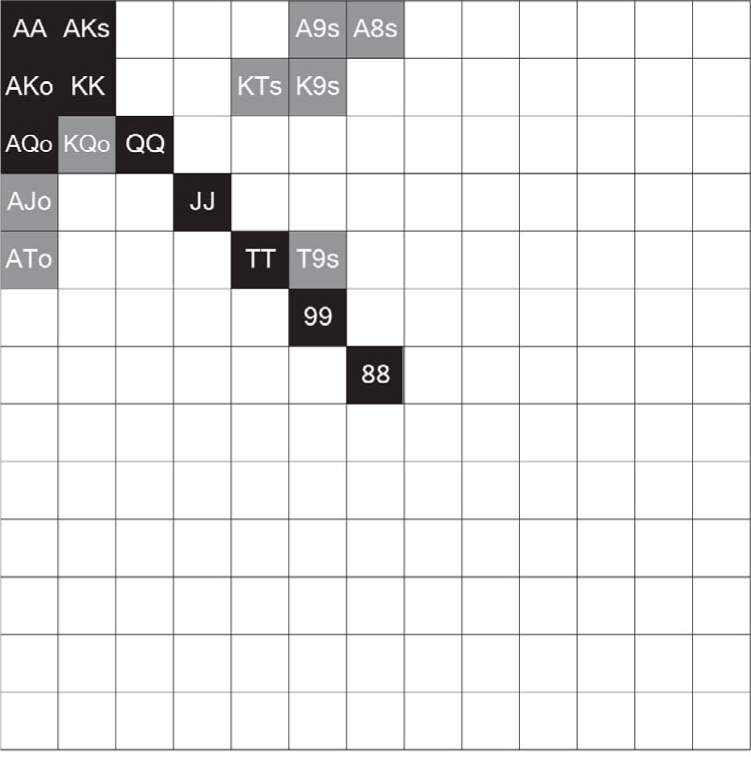 AA AKs A9s A8s
AKo KK KTs K9s
AQo KQo QQ
AJo JJ
ATo TT T9s
99
88